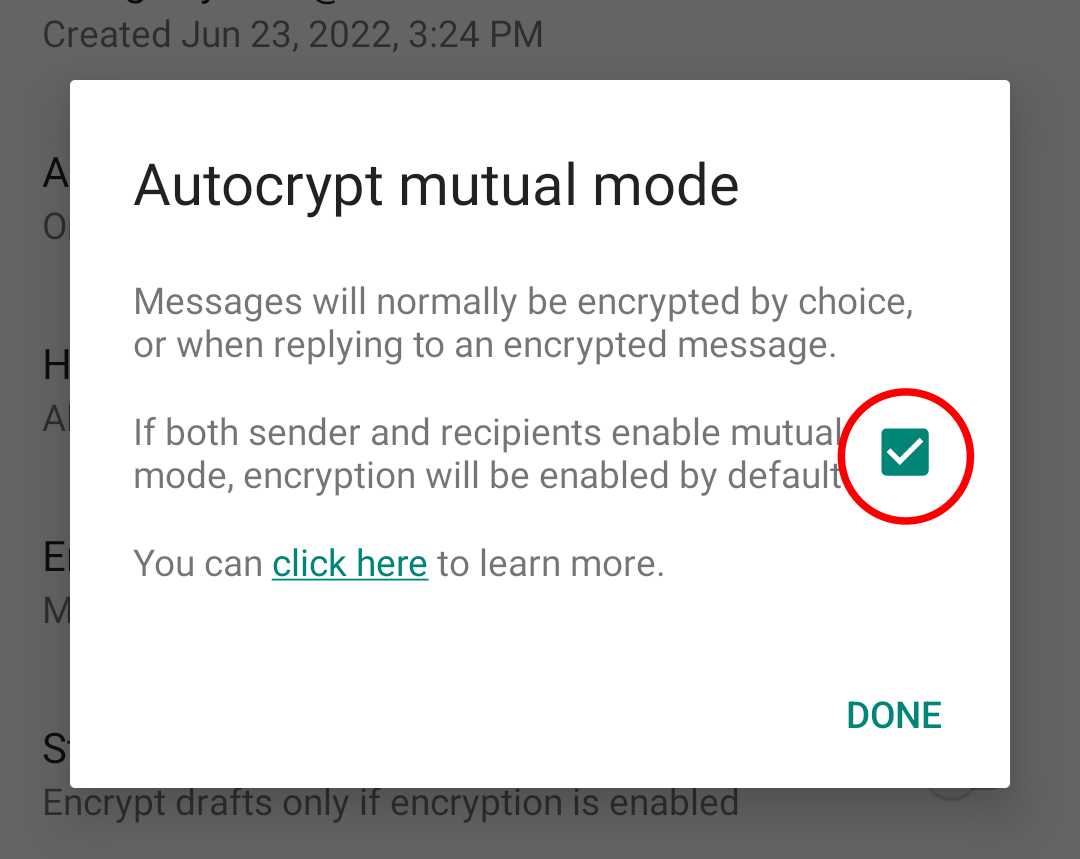 Created Jun 23, 2022, 3:24 PM
Autocrypt mutual mode
Messages will normally be encrypted by choice,
or when replying to an encrypted message.
If both sender and recipients enable mutual
mode, encryption will be enabled by default
You can click here to learn more.
DONE
Encrypt drafts only if encryption is enabled